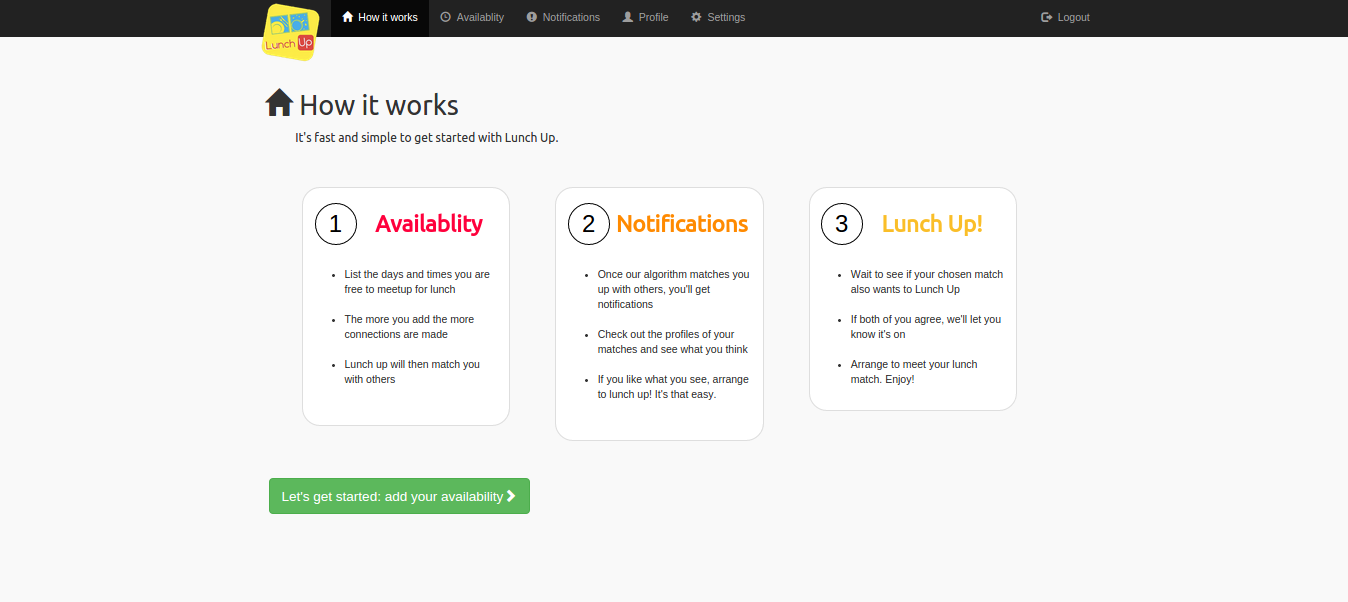 How it works
Availablity
Notifications
Profile
Settings
Logout
Lunch Up
How it works
It's fast and simple to get started with Lunch Up.
1 Availablity
List the days and times you are
free to meetup for lunch
The more you add the more
connections are made
Lunch up will then match you
with others
2 Notifications
Once our algorithm matches you
up with others, you'll get
notifications
Check out the profiles of your
matches and see what you think
If you like what you see, arrange
to lunch up! It's that easy.
3 Lunch Up!
Wait to see if your chosen match
also wants to Lunch Up
If both of you agree, we'll let you
know it's on
Arrange to meet your lunch
match. Enjoy!
Let's get started: add your availability